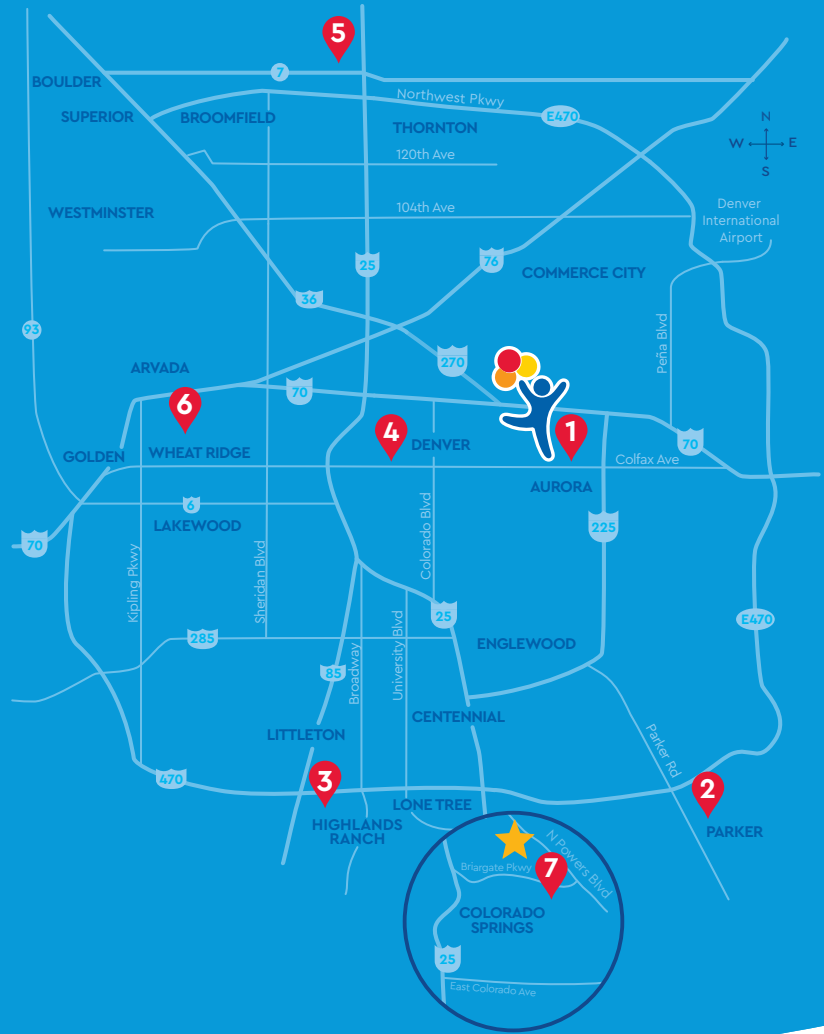 5
7
BOULDER
SUPERIOR
BROOMFIELD
Northwest Pkwy
E470
THORNTON
N
W
E
S
120th Ave
WESTMINSTER
104th Ave
Denver
International
Airport
25
76
COMMERCE CITY
36
93
Peña Blvd
270
ARVADA
70
6
4
DENVER
1
70
GOLDEN
WHEAT RIDGE
Colfax Ave
AURORA
6
LAKEWOOD
225
70
Kipling Pkwy
Sheridan Blvd
Colorado Blvd
25
E470
285
Broadway
University Blvd
ENGLEWOOD
85
CENTENNIAL
LITTLETON
Parker Rd
470
3
2
LONE TREE
HIGHLANDS
RANCH
PARKER
N Powers Blvd
Briargate Pkwy
7
COLORADO
SPRINGS
25
East Colorado Ave